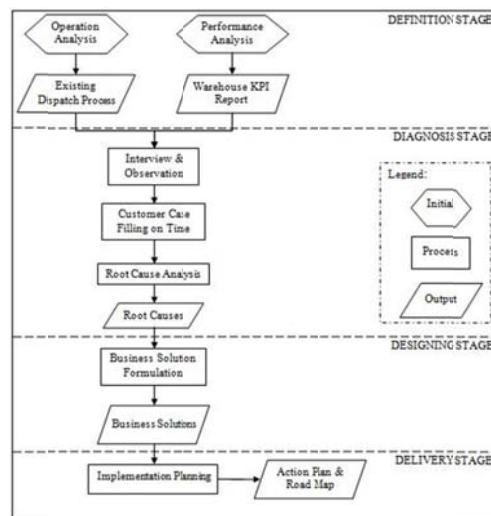 DEFINITION STAGE
Operation
Analysis
Performance
Analysis
Existing
Dispatch Process
Warehouse KPI
Report
DIAGNOSIS STAGE
Interview &
Observation
Customer Case
Filling on Time
Root Cause Analysis
Root Causes
Legend:
Initial
Process
Output
DESIGNING STAGE
Business Solution
Formulation
Business Solutions
DELIVERY STAGE
Implementation Planning
Action Plan &
Road Map